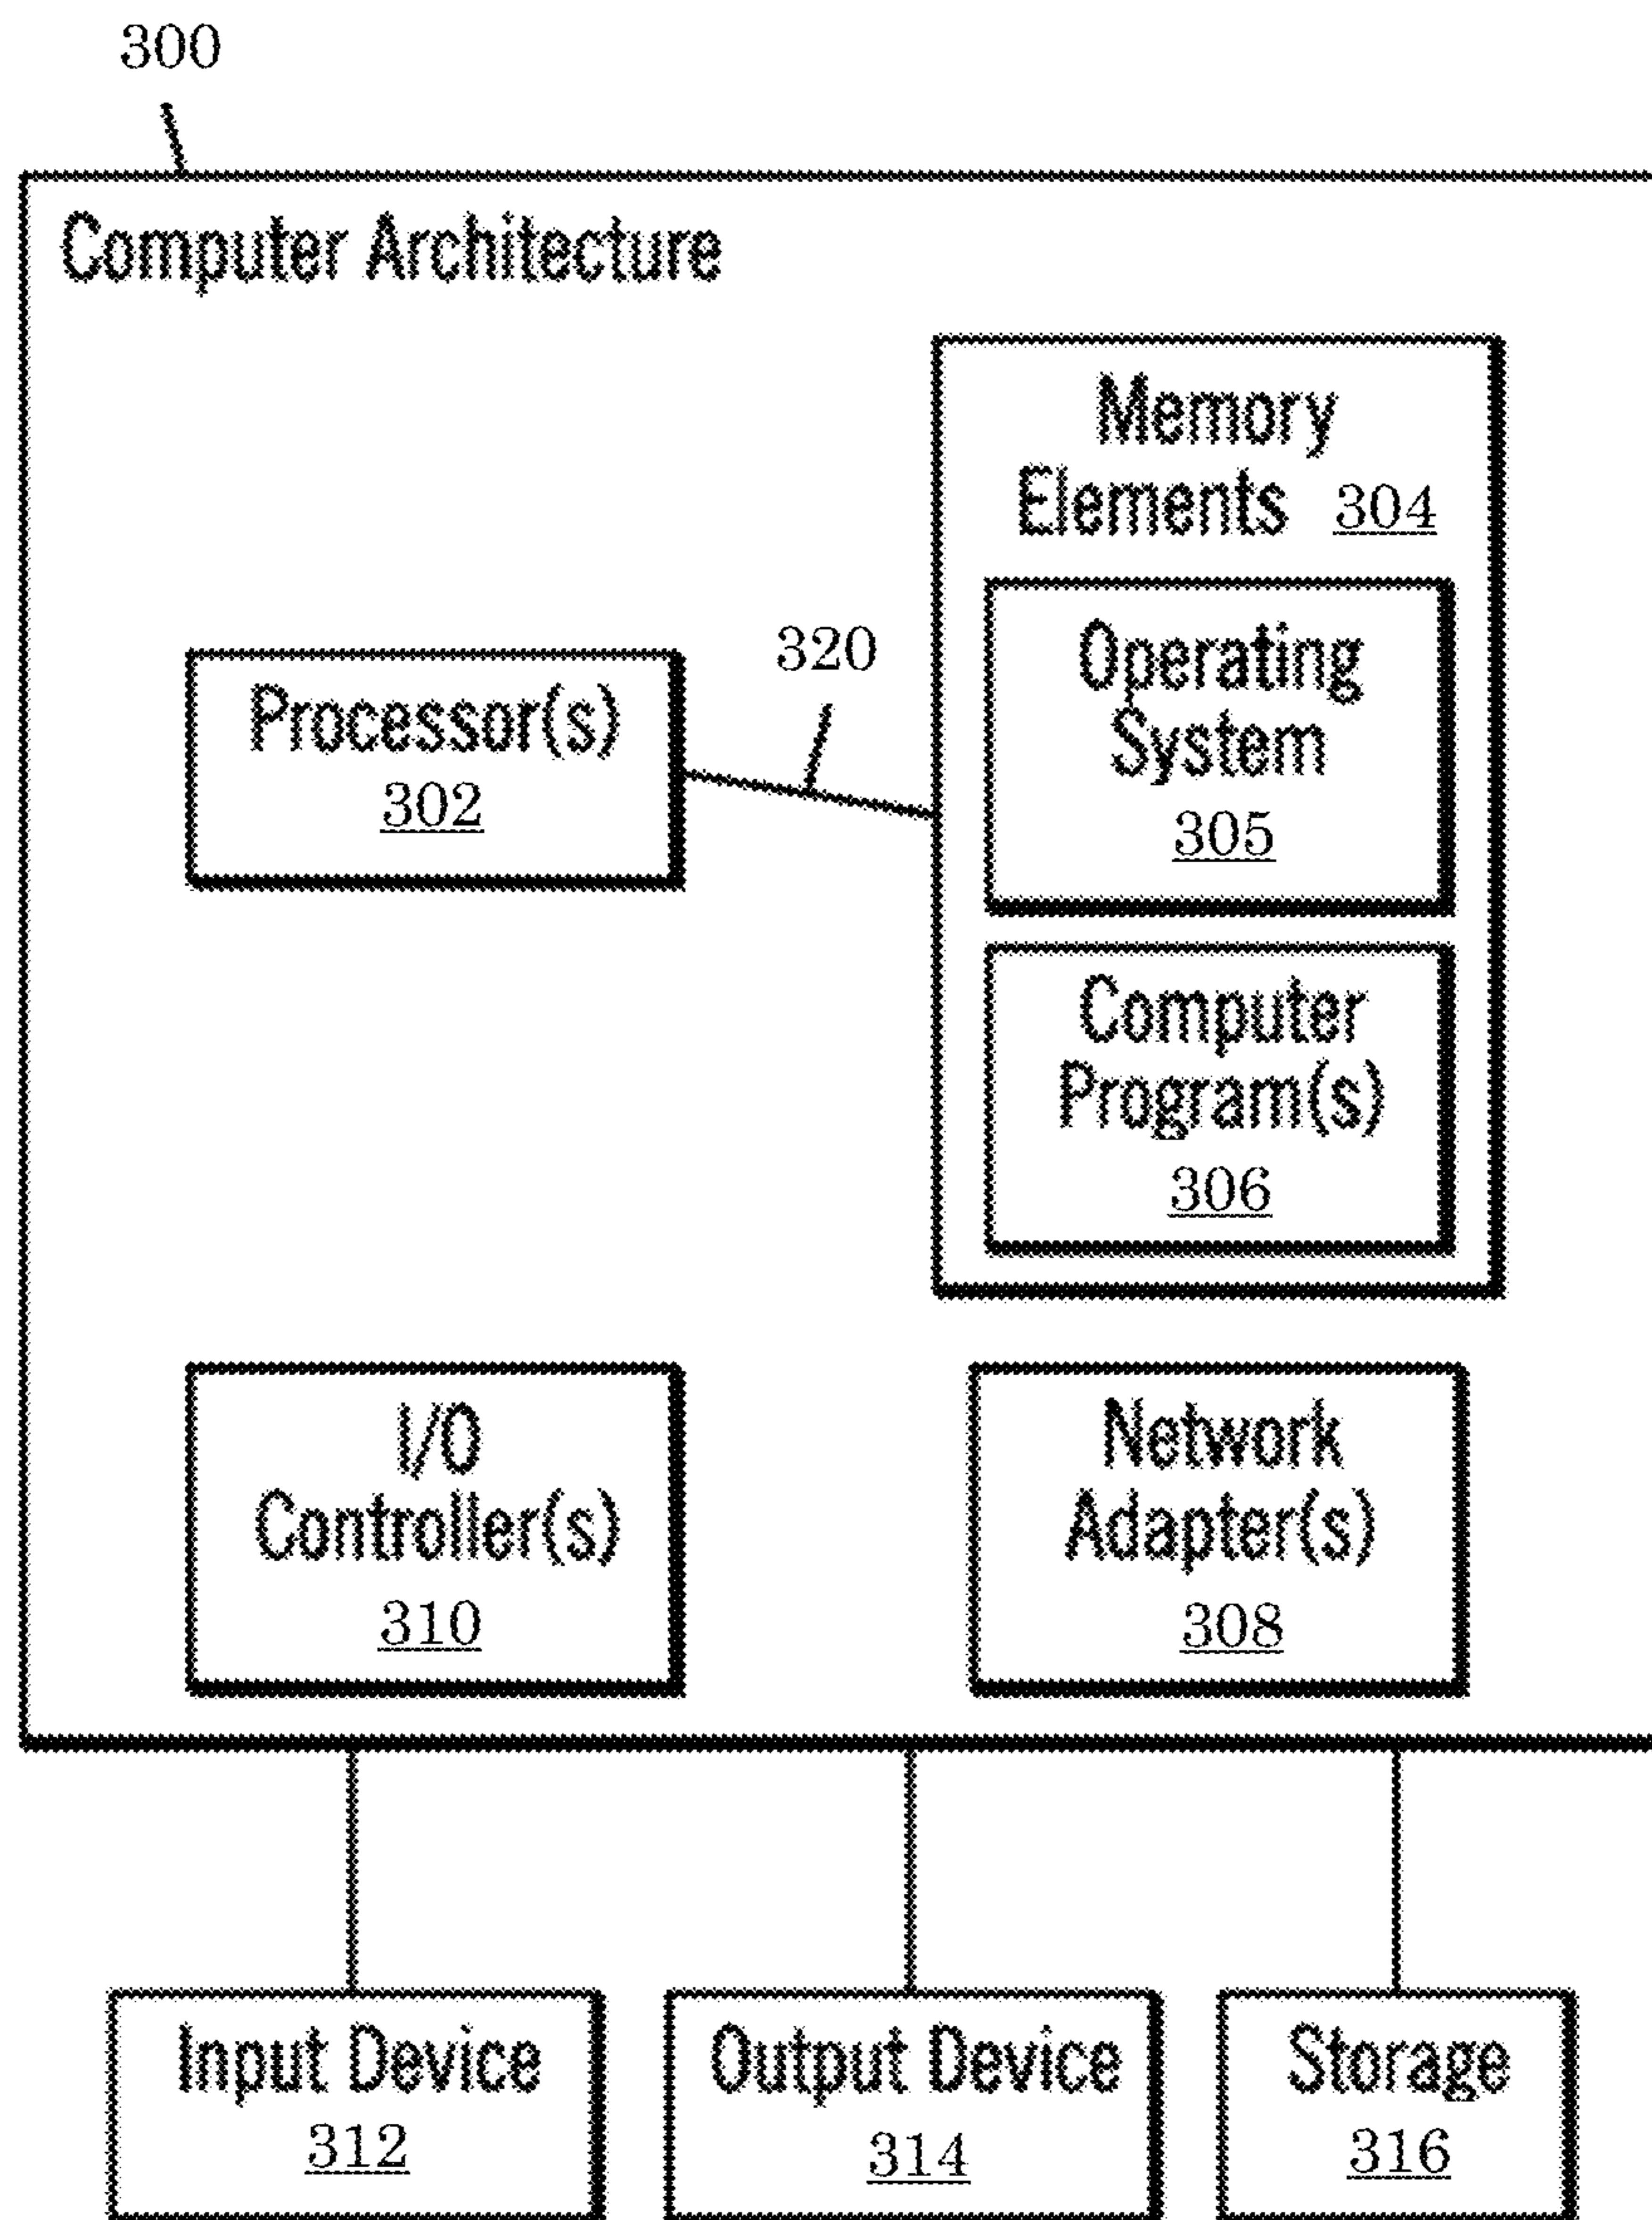 300
Computer Architecture
Memory
Elements 304
Operating
System
305
320
Processor(s)
302
Computer
Program(s)
306
I/O
Controller(s)
310
Network
Adapter(s)
308
Input Device
312
Output Device
314
Storage
316